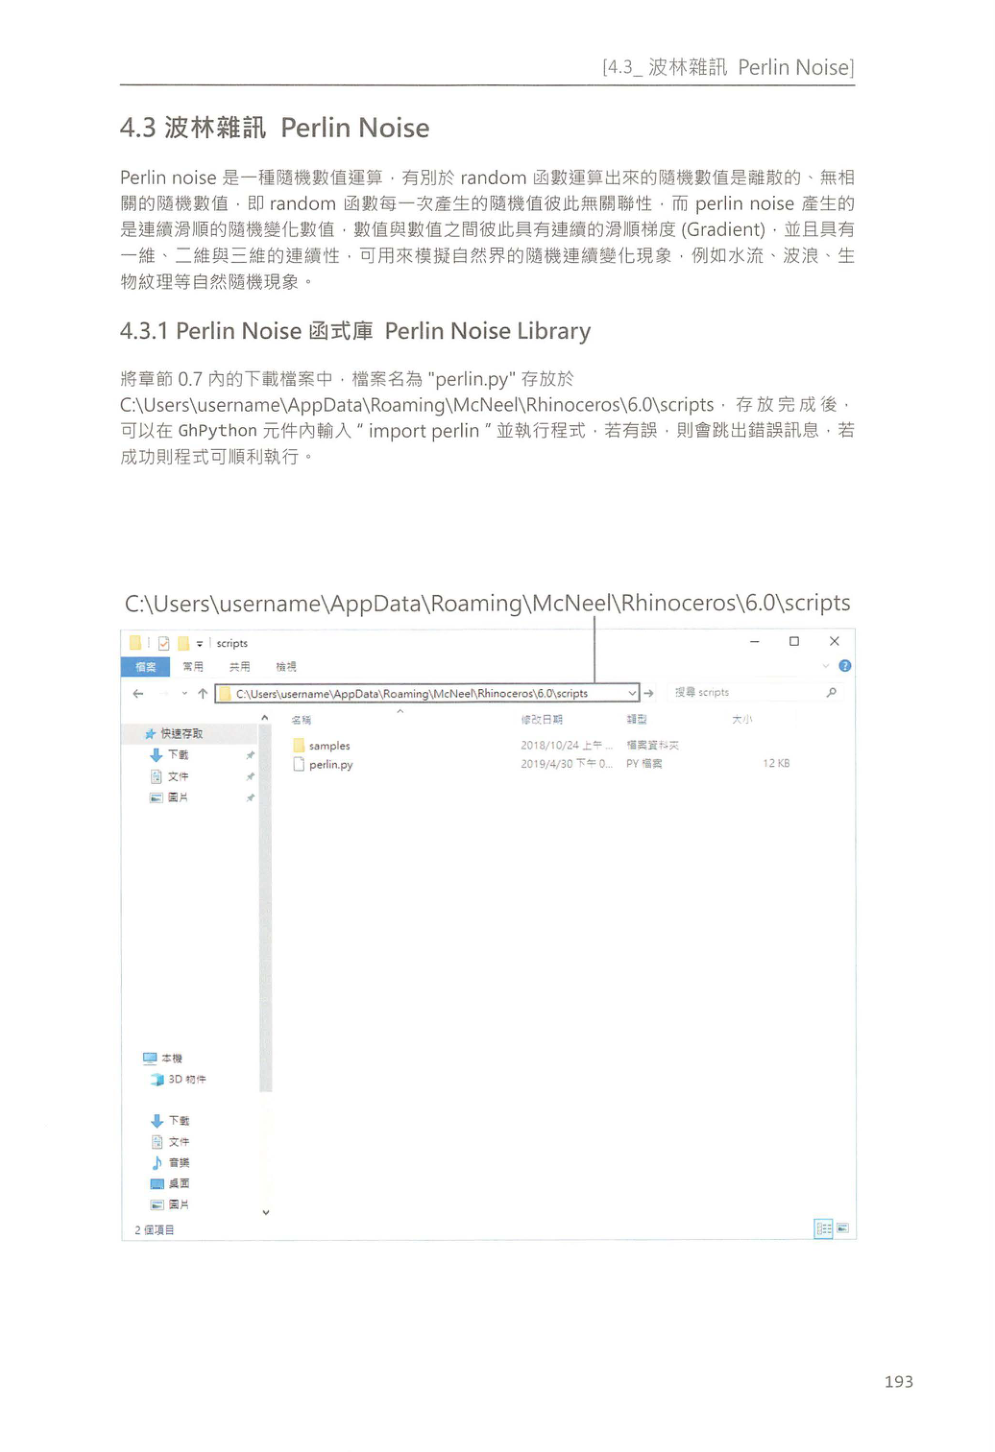 [4.3_ 波林雜訊 Perlin Noise]
4.3 波林雜訊 Perlin Noise
Perlin noise 是一種隨機數值運算，有別於 random 函數運算出來的隨機數值是離散的、無相
關的隨機數值，即 random 函數每一次產生的隨機值彼此無關聯性，而 perlin noise 產生的
是連續滑順的隨機變化數值，數值與數值之間彼此具有連續的滑順梯度 (Gradient)，並且具有
一維、二維與三維的連續性，可用來模擬自然界的隨機連續變化現象，例如水流、波浪、生
物紋理等自然隨機現象。
4.3.1 Perlin Noise 函式庫 Perlin Noise Library
將章節 0.7 內的下載檔案中，檔案名為 "perlin.py" 存放於
C:\Users\username\AppData\Roaming\McNeel\Rhinoceros\6.0\scripts，存放完成後，
可以在 GhPython 元件內輸入 " import perlin " 並執行程式，若有誤，則會跳出錯誤訊息，若
成功則程式可順利執行。
C:\Users\username\AppData\Roaming\McNeel\Rhinoceros\6.0\scripts
scripts
檔案 常用 共用 檢視
C:\Users\username\AppData\Roaming\McNeel\Rhinoceros\6.0\scripts 搜尋 scripts
名稱 修改日期 類型 大小
快速存取
samples 2018/10/24 上午 ... 檔案資料夾
下載
perlin.py 2019/4/30 下午 0... PY 檔案 12 KB
文件
圖片
本機
3D 物件
下載
文件
音樂
桌面
圖片
2 個項目
193